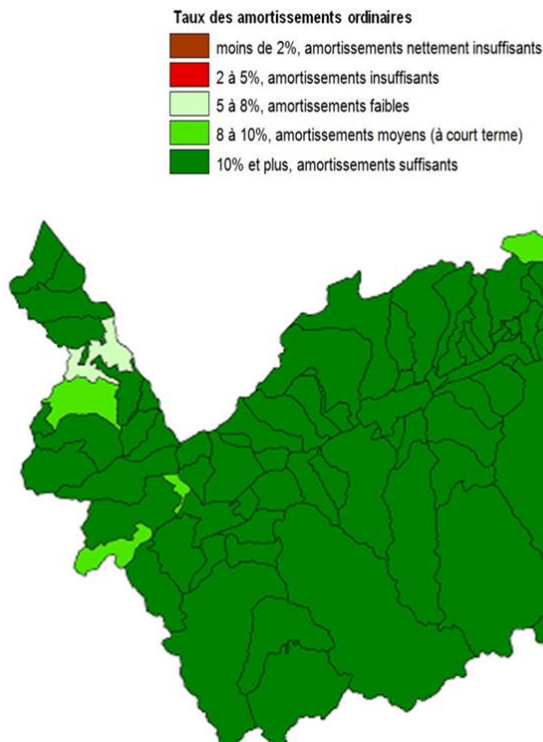 Taux des amortissements ordinaires
moins de 2%, amortissements nettement insuffisants
2 à 5%, amortissements insuffisants
5 à 8%, amortissements faibles
8 à 10%, amortissements moyens (à court terme)
10% et plus, amortissements suffisants